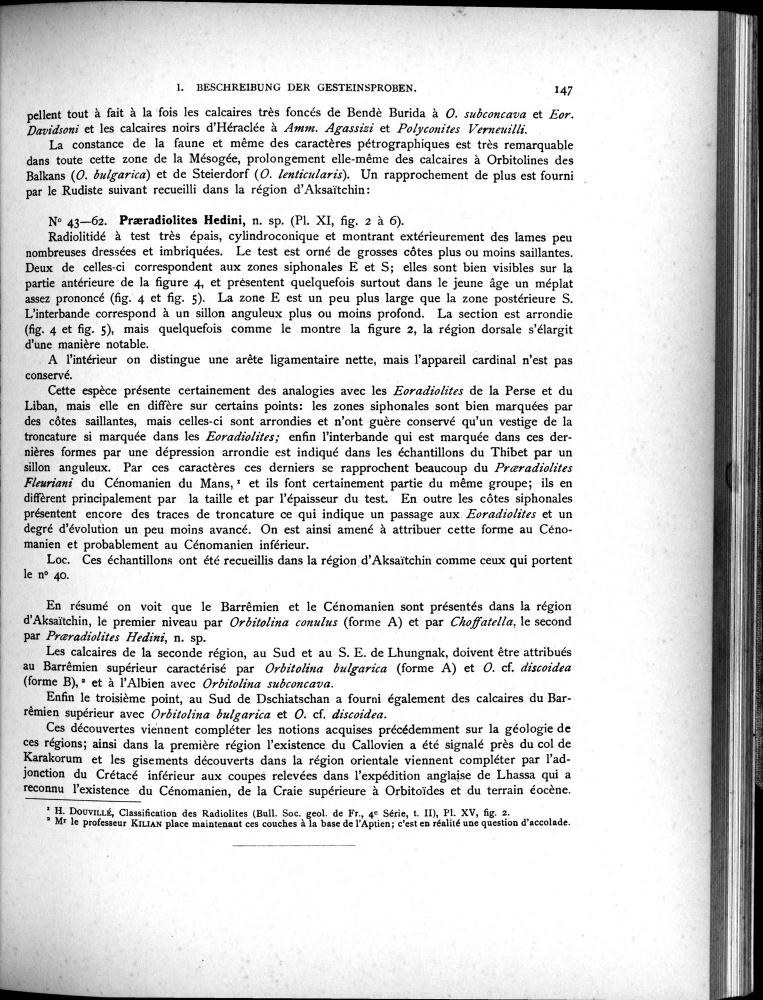 I. BESCHREIBUNG DER GESTEINSPROBEN. 147
pellent tout à fait à la fois les calcaires très foncés de Bendè Burida à O. subconcava et Eor.
Davidsoni et les calcaires noirs d'Héraclée à Amm. Agassizi et Polyconites Verneuilli.
La constance de la faune et même des caractères pétrographiques est très remarquable
dans toute cette zone de la Mésogée, prolongement elle-même des calcaires à Orbitolines des
Balkans (O. bulgarica) et de Steierdorf (O. lenticularis). Un rapprochement de plus est fourni
par le Rudiste suivant recueilli dans la région d'Aksaïtchin:
Nº 43—62. Præradiolites Hedini, n. sp. (Pl. XI, fig. 2 à 6).
Radiolitidé à test très épais, cylindroconique et montrant extérieurement des lames peu
nombreuses dressées et imbriquées. Le test est orné de grosses côtes plus ou moins saillantes.
Deux de celles-ci correspondent aux zones siphonales E et S; elles sont bien visibles sur la
partie antérieure de la figure 4, et présentent quelquefois surtout dans le jeune âge un méplat
assez prononcé (fig. 4 et fig. 5). La zone E est un peu plus large que la zone postérieure S.
L'interbande correspond à un sillon anguleux plus ou moins profond. La section est arrondie
(fig. 4 et fig. 5), mais quelquefois comme le montre la figure 2, la région dorsale s'élargit
d'une manière notable.
A l'intérieur on distingue une arête ligamentaire nette, mais l'appareil cardinal n'est pas
conservé.
Cette espèce présente certainement des analogies avec les Eoradiolites de la Perse et du
Liban, mais elle en diffère sur certains points: les zones siphonales sont bien marquées par
des côtes saillantes, mais celles-ci sont arrondies et n'ont guère conservé qu'un vestige de la
troncature si marquée dans les Eoradiolites; enfin l'interbande qui est marquée dans ces der-
nières formes par une dépression arrondie est indiqué dans les échantillons du Thibet par un
sillon anguleux. Par ces caractères ces derniers se rapprochent beaucoup du Præradiolites
Fleuriani du Cénomanien du Mans, ¹ et ils font certainement partie du même groupe; ils en
diffèrent principalement par la taille et par l'épaisseur du test. En outre les côtes siphonales
présentent encore des traces de troncature ce qui indique un passage aux Eoradiolites et un
degré d'évolution un peu moins avancé. On est ainsi amené à attribuer cette forme au Céno-
manien et probablement au Cénomanien inférieur.
Loc. Ces échantillons ont été recueillis dans la région d'Aksaïtchin comme ceux qui portent
le nº 40.
En résumé on voit que le Barrêmien et le Cénomanien sont présentés dans la région
d'Aksaïtchin, le premier niveau par Orbitolina conulus (forme A) et par Choffatella, le second
par Præradiolites Hedini, n. sp.
Les calcaires de la seconde région, au Sud et au S. E. de Lhungnak, doivent être attribués
au Barrêmien supérieur caractérisé par Orbitolina bulgarica (forme A) et O. cf. discoidea
(forme B), ² et à l'Albien avec Orbitolina subconcava.
Enfin le troisième point, au Sud de Dschiatschan a fourni également des calcaires du Bar-
rêmien supérieur avec Orbitolina bulgarica et O. cf. discoidea.
Ces découvertes viennent compléter les notions acquises précédemment sur la géologie de
ces régions; ainsi dans la première région l'existence du Callovien a été signalé près du col de
Karakorum et les gisements découverts dans la région orientale viennent compléter par l'ad-
jonction du Crétacé inférieur aux coupes relevées dans l'expédition anglaise de Lhassa qui a
reconnu l'existence du Cénomanien, de la Craie supérieure à Orbitoïdes et du terrain éocène.
¹ H. DOUVILLÉ, Classification des Radiolites (Bull. Soc. geol. de Fr., 4e Série, t. II), Pl. XV, fig. 2.
² Mr le professeur KILIAN place maintenant ces couches à la base de l'Aptien; c'est en réalité une question d'accolade.